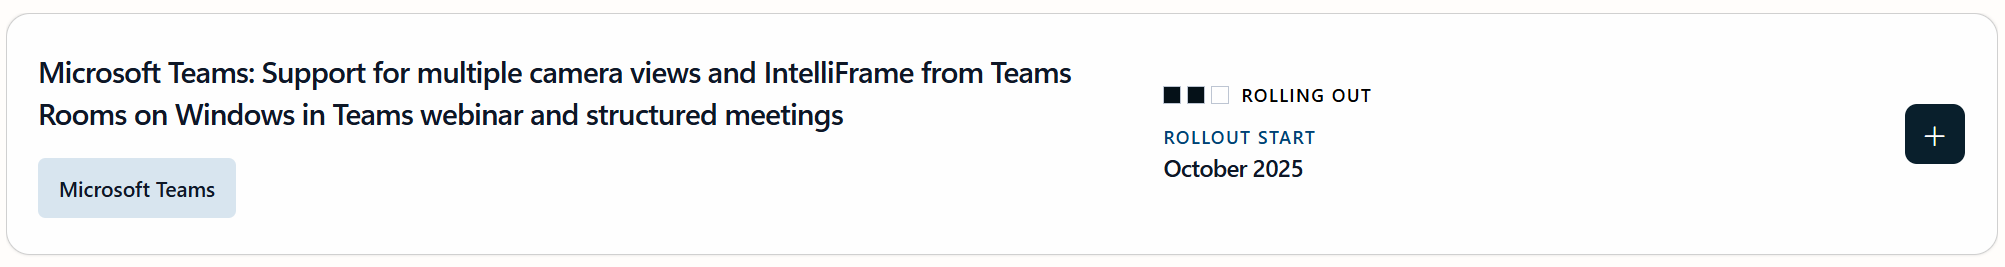 Microsoft Teams: Support for multiple camera views and IntelliFrame from Teams
Rooms on Windows in Teams webinar and structured meetings
Microsoft Teams
ROLLING OUT
ROLLOUT START
October 2025